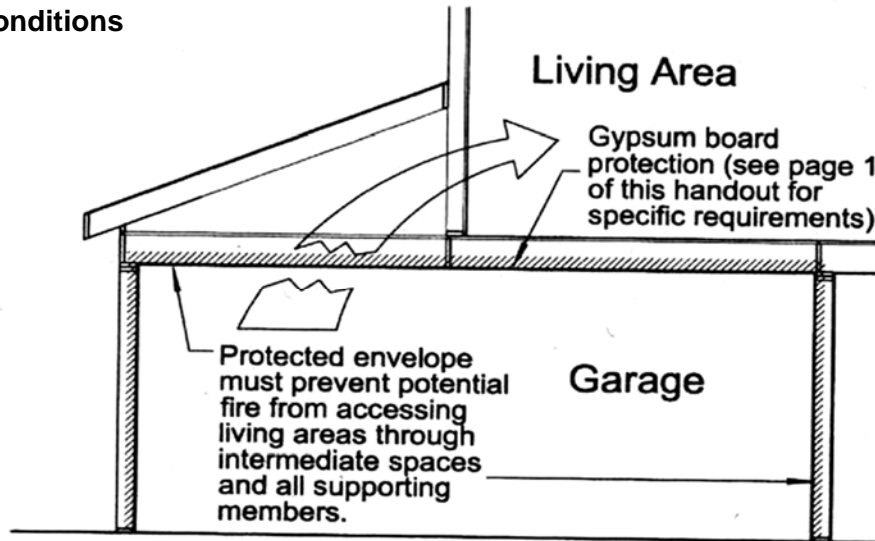 onditions
Living Area
Gypsum board
protection (see page 1
of this handout for
specific requirements)
Protected envelope
must prevent potential
fire from accessing
living areas through
intermediate spaces
and all supporting
members.
Garage